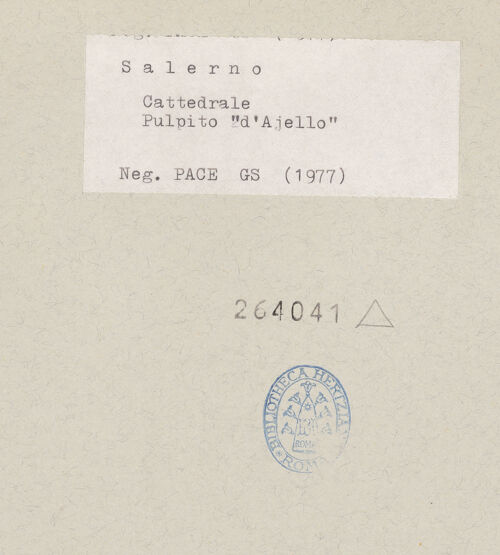 Salerno
Cattedrale
Pulpito "d'Ajello"
Neg. PACE GS (1977)
264041
BIBLIOTHECA HERTZIANA
ROMA